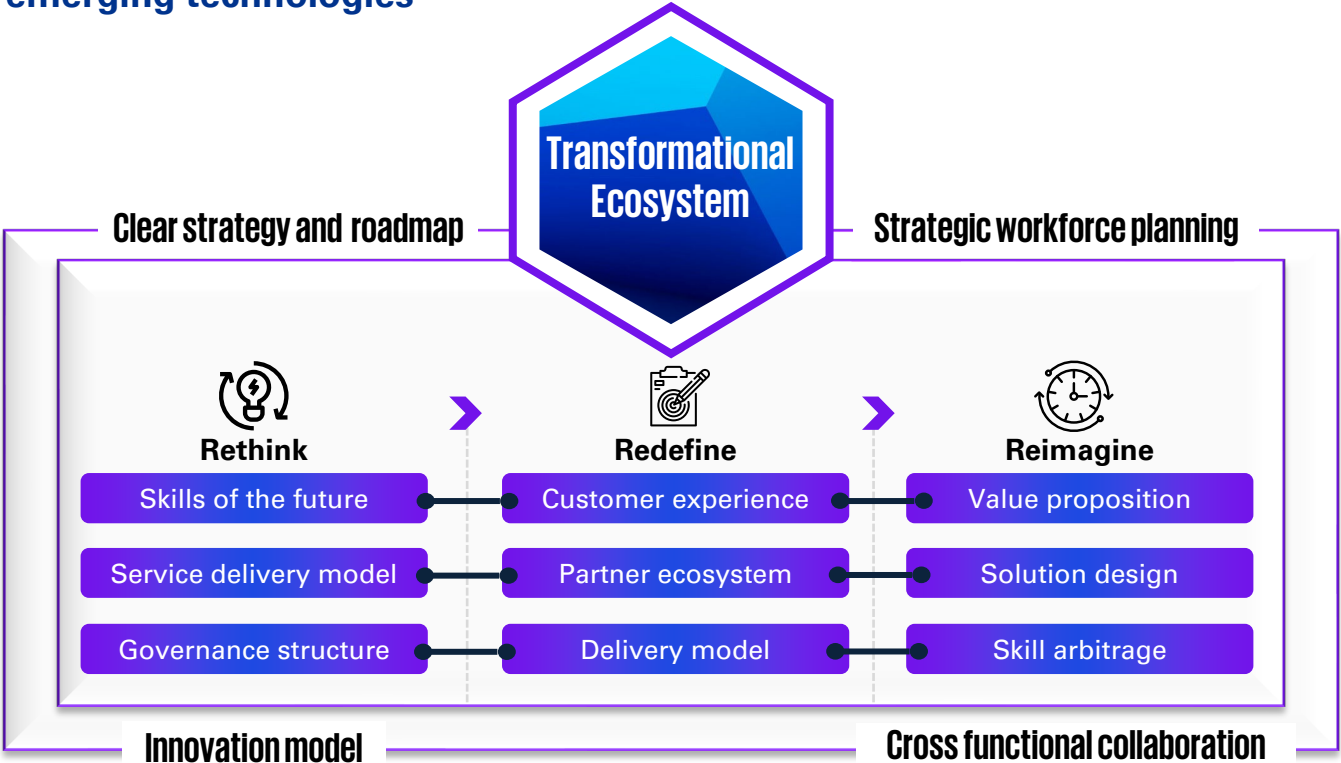 emerging technologies
Transformational
Ecosystem
Clear strategy and roadmap
Strategic workforce planning
Rethink
Redefine
Reimagine
Skills of the future
Customer experience
Value proposition
Service delivery model
Partner ecosystem
Solution design
Governance structure
Delivery model
Skill arbitrage
Innovation model
Cross functional collaboration